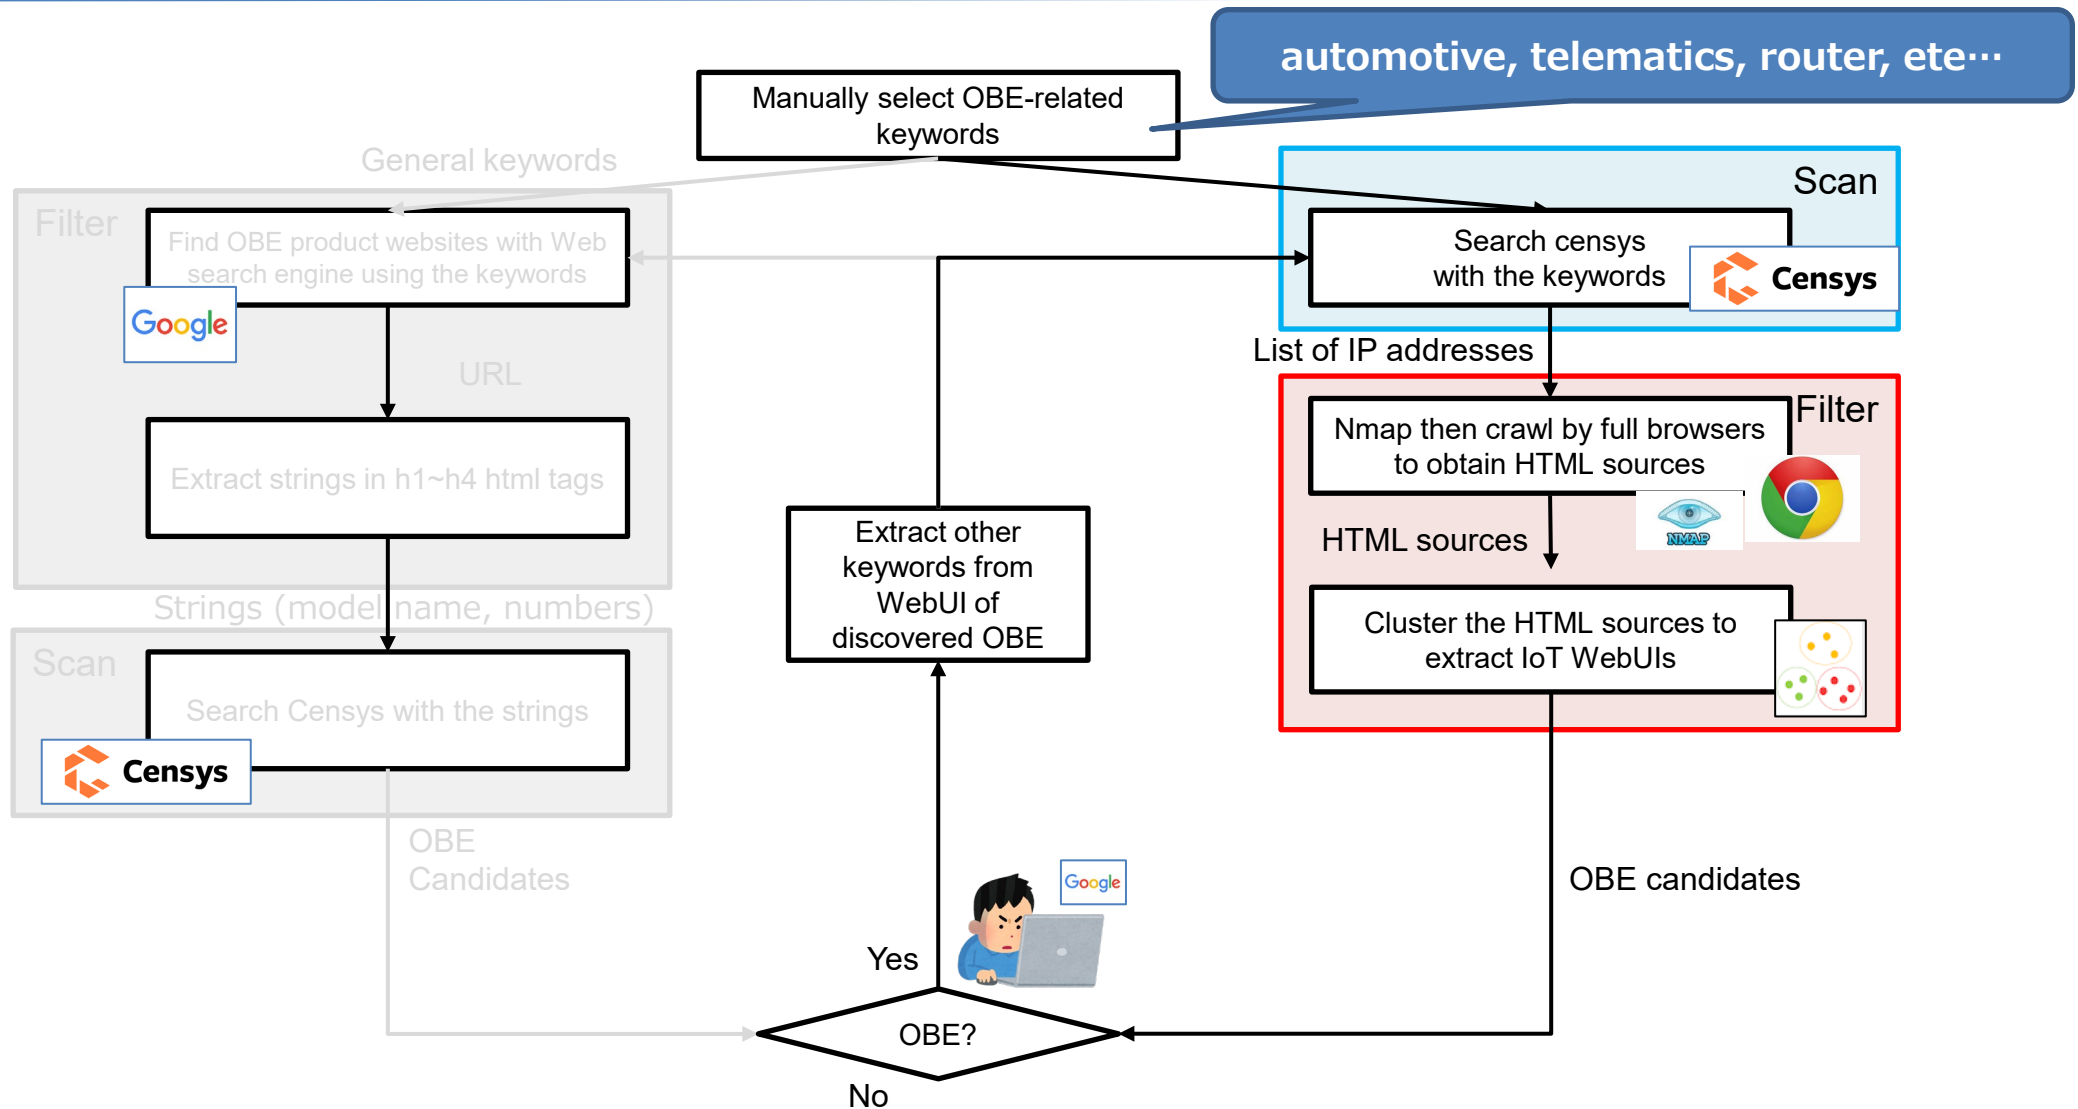 automotive, telematics, router, ete…
Manually select OBE-related
keywords
General keywords
Filter
Find OBE product websites with Web
search engine using the keywords
Google
URL
Extract strings in h1~h4 html tags
Strings (model name, numbers)
Scan
Search Censys with the strings
Censys
OBE
Candidates
Extract other
keywords from
WebUI of
discovered OBE
Scan
Search censys
with the keywords
Censys
List of IP addresses
Filter
Nmap then crawl by full browsers
to obtain HTML sources
NMAP
HTML sources
Cluster the HTML sources to
extract IoT WebUIs
OBE candidates
Google
Yes
OBE?
No